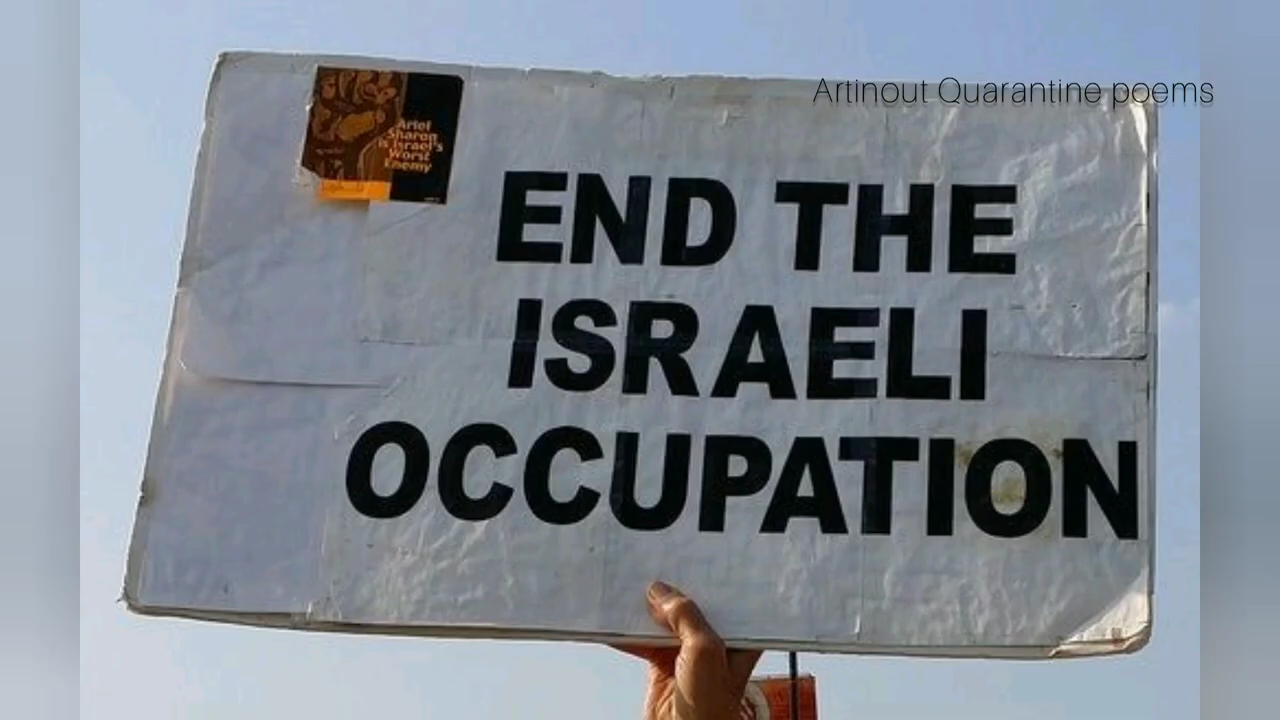 Artinout Quarantine poems
Ariel
Sharon
is Israel's
Worst
Enemy
END THE
ISRAELI
OCCUPATION